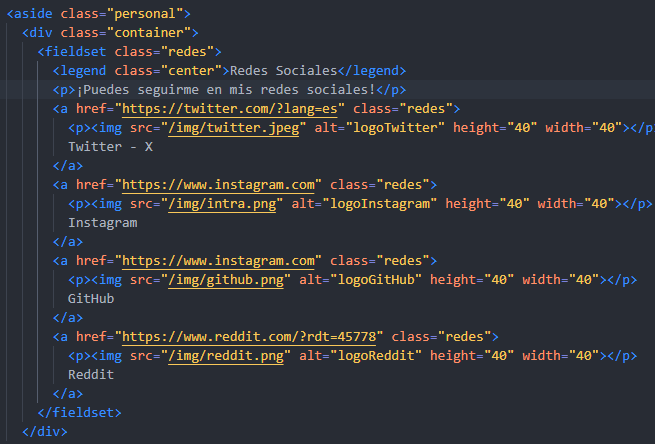 <aside class="personal">
<div class="container">
<fieldset class="redes">
<legend class="center">Redes Sociales</legend>
<p>¡Puedes seguirme en mis redes sociales!</p>
<a href="https://twitter.com/?lang=es" class="redes">
<p><img src="/img/twitter.jpeg" alt="logoTwitter" height="40" width="40"></p
Twitter - X
</a>
<a href="https://www.instagram.com" class="redes">
<p><img src="/img/intra.png" alt="logoInstagram" height="40" width="40"></p>
Instagram
</a>
<a href="https://www.instagram.com" class="redes">
<p><img src="/img/github.png" alt="logoGitHub" height="40" width="40"></p>
GitHub
</a>
<a href="https://www.reddit.com/?rdt=45778" class="redes">
<p><img src="/img/reddit.png" alt="logoReddit" height="40" width="40"></p>
Reddit
</a>
</fieldset>
</div>